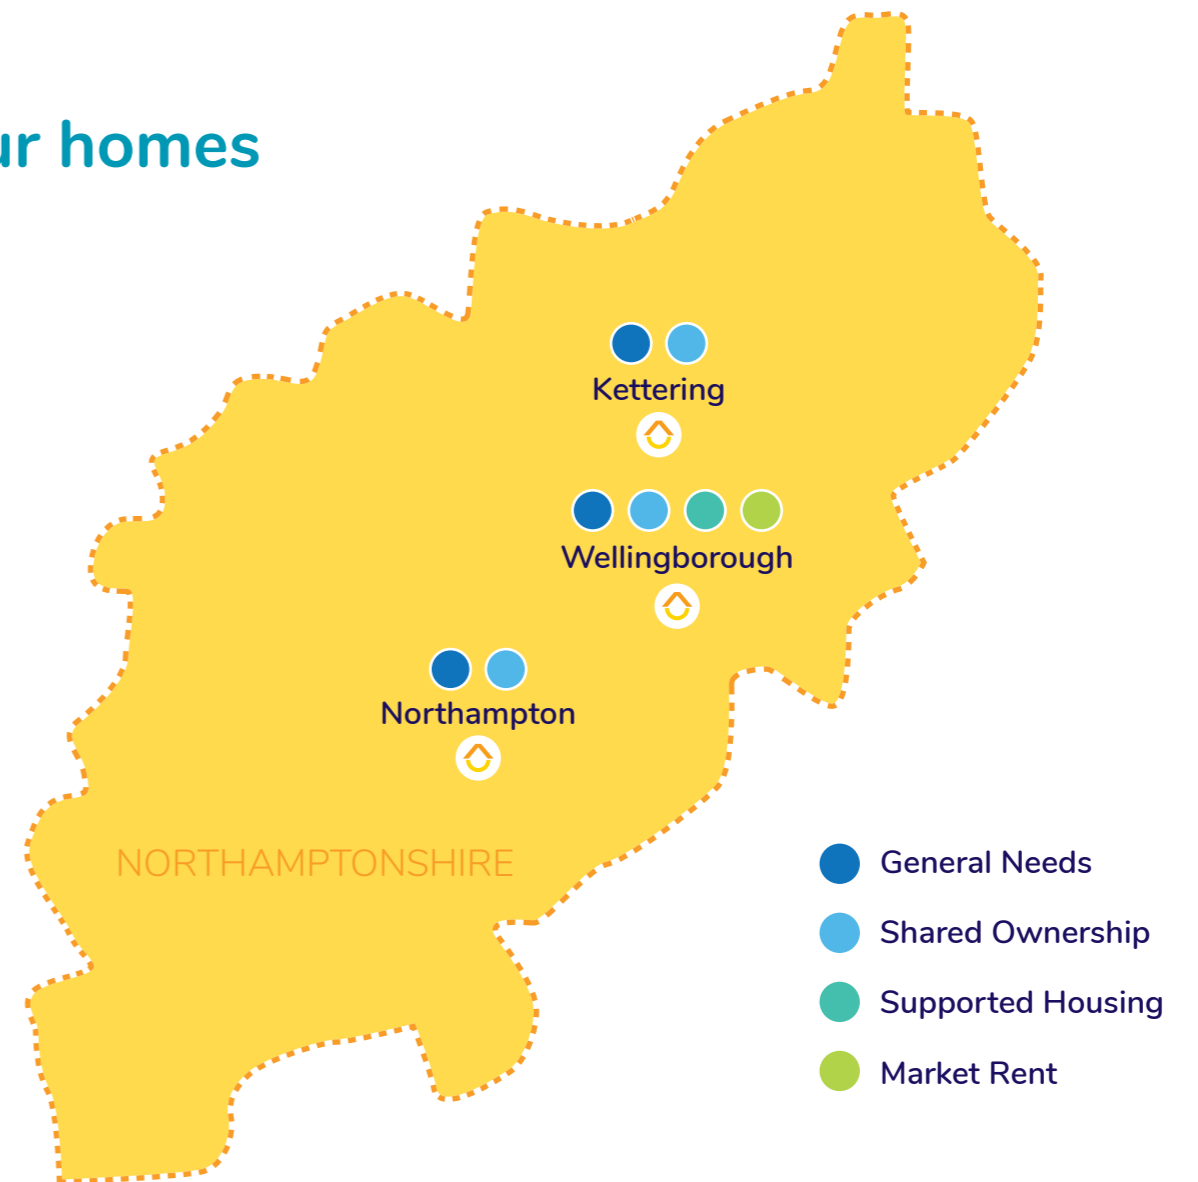 ur homes
Kettering
Wellingborough
Northampton
NORTHAMPTONSHIRE
General Needs
Shared Ownership
Supported Housing
Market Rent